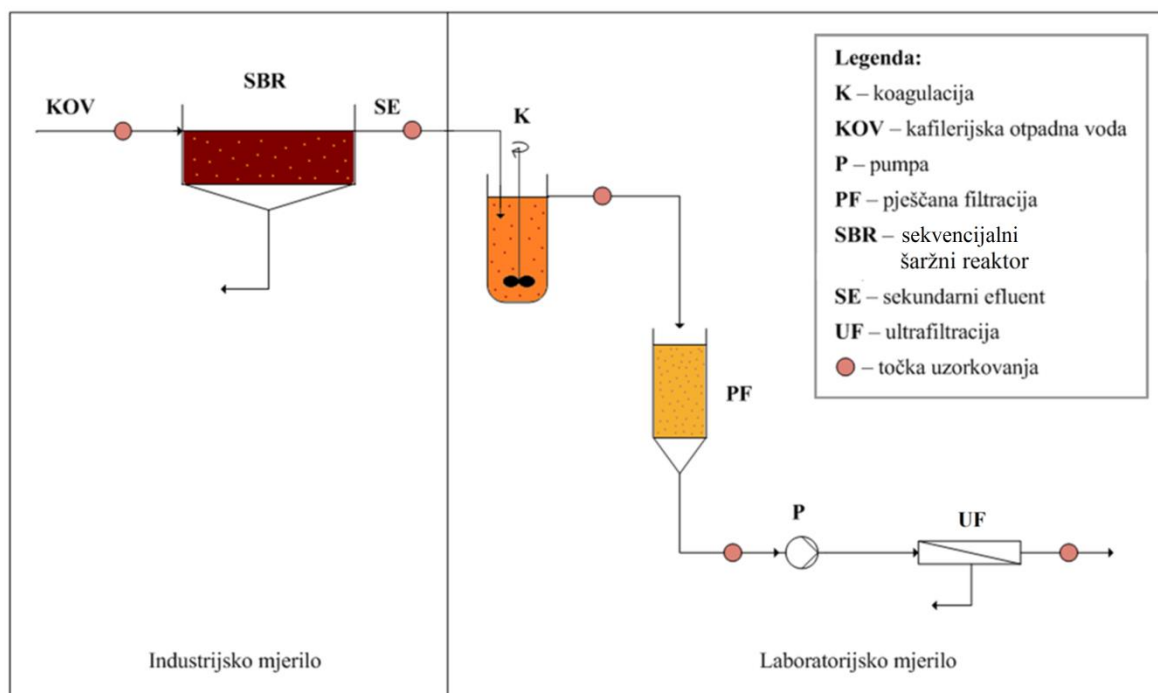 SBR
KOV
SE
K
PF
P
UF
Industrijsko mjerilo
Laboratorijsko mjerilo
Legenda:
K – koagulacija
KOV – kafilerijska otpadna voda
P – pumpa
PF – pješčana filtracija
SBR – sekvencijalni
šaržni reaktor
SE – sekundarni efluent
UF – ultrafiltracija
– točka uzorkovanja